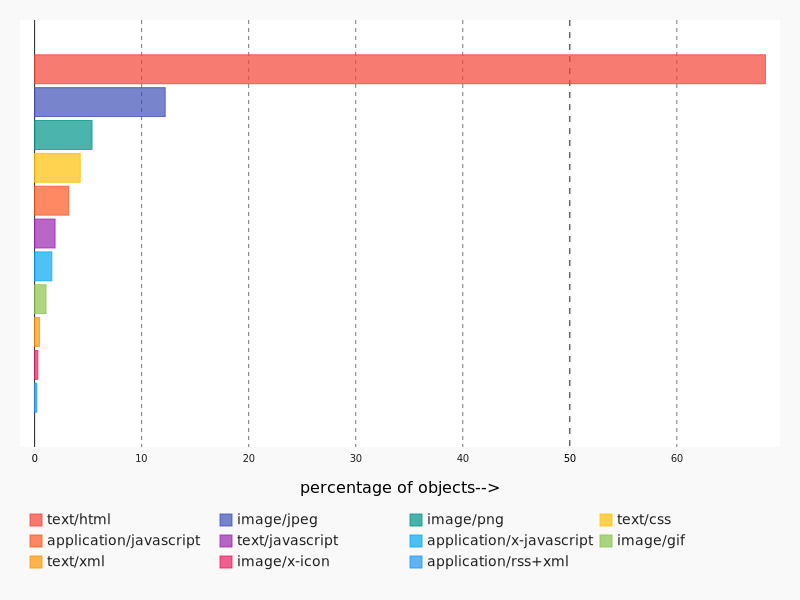 0 10 20 30 40 50 60
percentage of objects-->
text/html image/jpeg image/png text/css
application/javascript text/javascript application/x-javascript image/gif
text/xml image/x-icon application/rss+xml